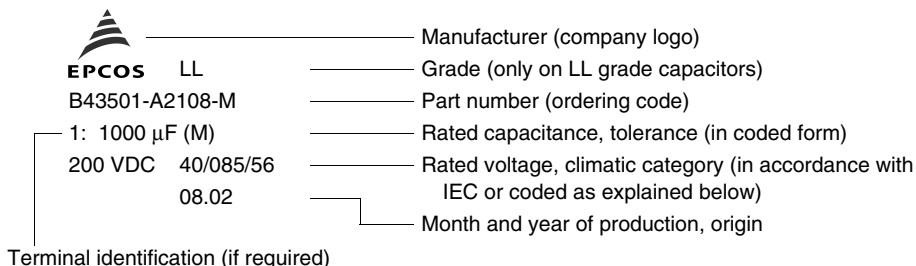 Manufacturer (company logo)
EPCOS LL Grade (only on LL grade capacitors)
B43501-A2108-M Part number (ordering code)
1: 1000 μF (M) Rated capacitance, tolerance (in coded form)
200 VDC 40/085/56 Rated voltage, climatic category (in accordance with
IEC or coded as explained below)
08.02
Month and year of production, origin
Terminal identification (if required)